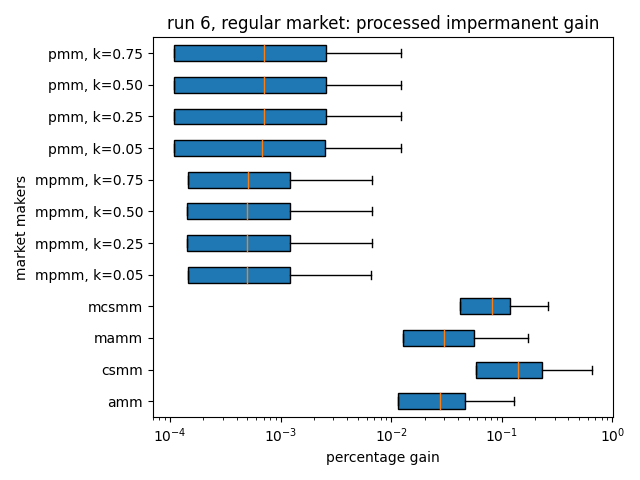 run 6, regular market: processed impermanent gain
market makers
pmm, k=0.75
pmm, k=0.50
pmm, k=0.25
pmm, k=0.05
mpmm, k=0.75
mpmm, k=0.50
mpmm, k=0.25
mpmm, k=0.05
mcsmm
mamm
csmm
amm
10⁻⁴ 10⁻³ 10⁻² 10⁻¹ 10⁰
percentage gain